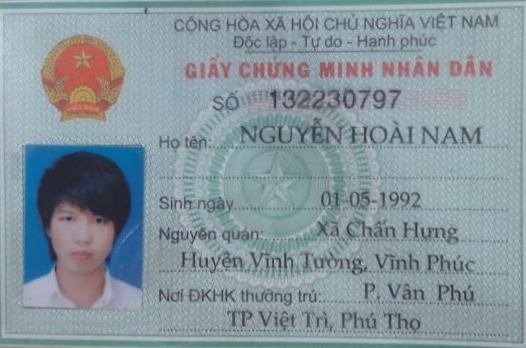 CỘNG HÒA XÃ HỘI CHỦ NGHĨA VIỆT NAM
Độc lập - Tự do - Hạnh phúc
GIẤY CHỨNG MINH NHÂN DÂN
SỐ 132230797
Họ tên: NGUYỄN HOÀI NAM
Sinh ngày 01-05-1992
Nguyên quán: Xã Chấn Hưng
Huyện Vĩnh Tường, Vĩnh Phúc
Nơi ĐKHK thường trú: P. Vân Phú
TP Việt Trì, Phú Thọ